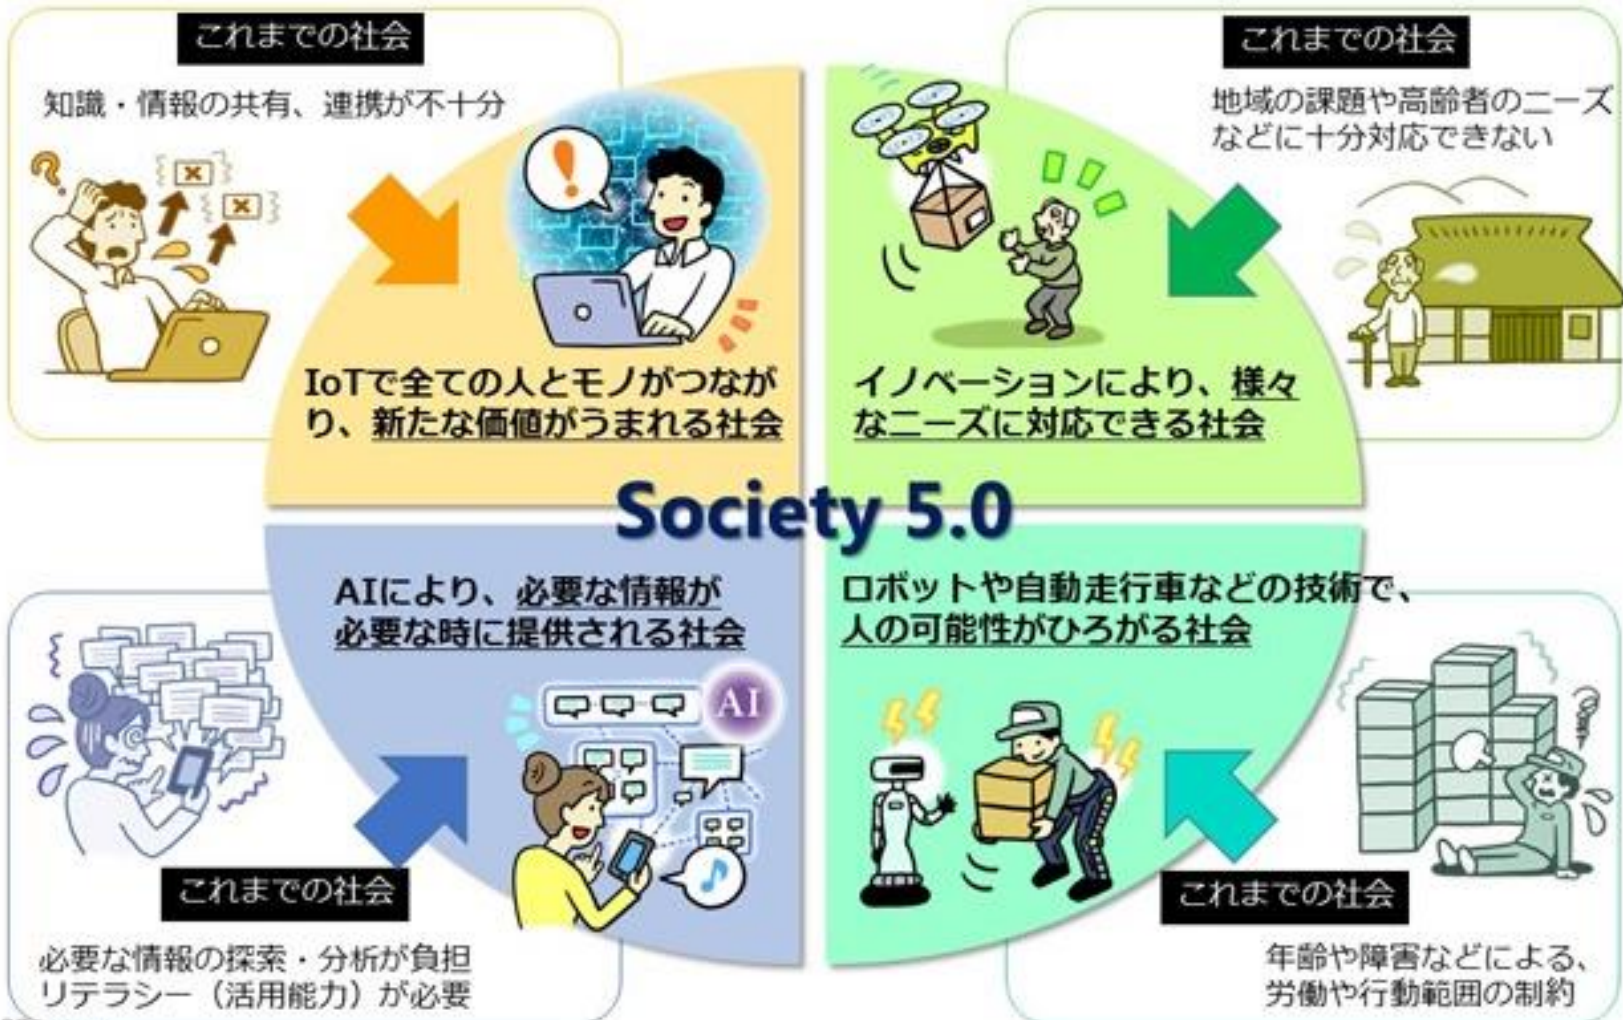 これまでの社会
知識・情報の共有、連携が不十分
IoTで全ての人とモノがつなが
り、新たな価値がうまれる社会
これまでの社会
地域の課題や高齢者のニーズ
などに十分対応できない
イノベーションにより、様々
なニーズに対応できる社会
Society 5.0
AIにより、必要な情報が
必要な時に提供される社会
AI
これまでの社会
必要な情報の探索・分析が負担
リテラシー（活用能力）が必要
ロボットや自動走行車などの技術で、
人の可能性がひろがる社会
これまでの社会
年齢や障害などによる、
労働や行動範囲の制約